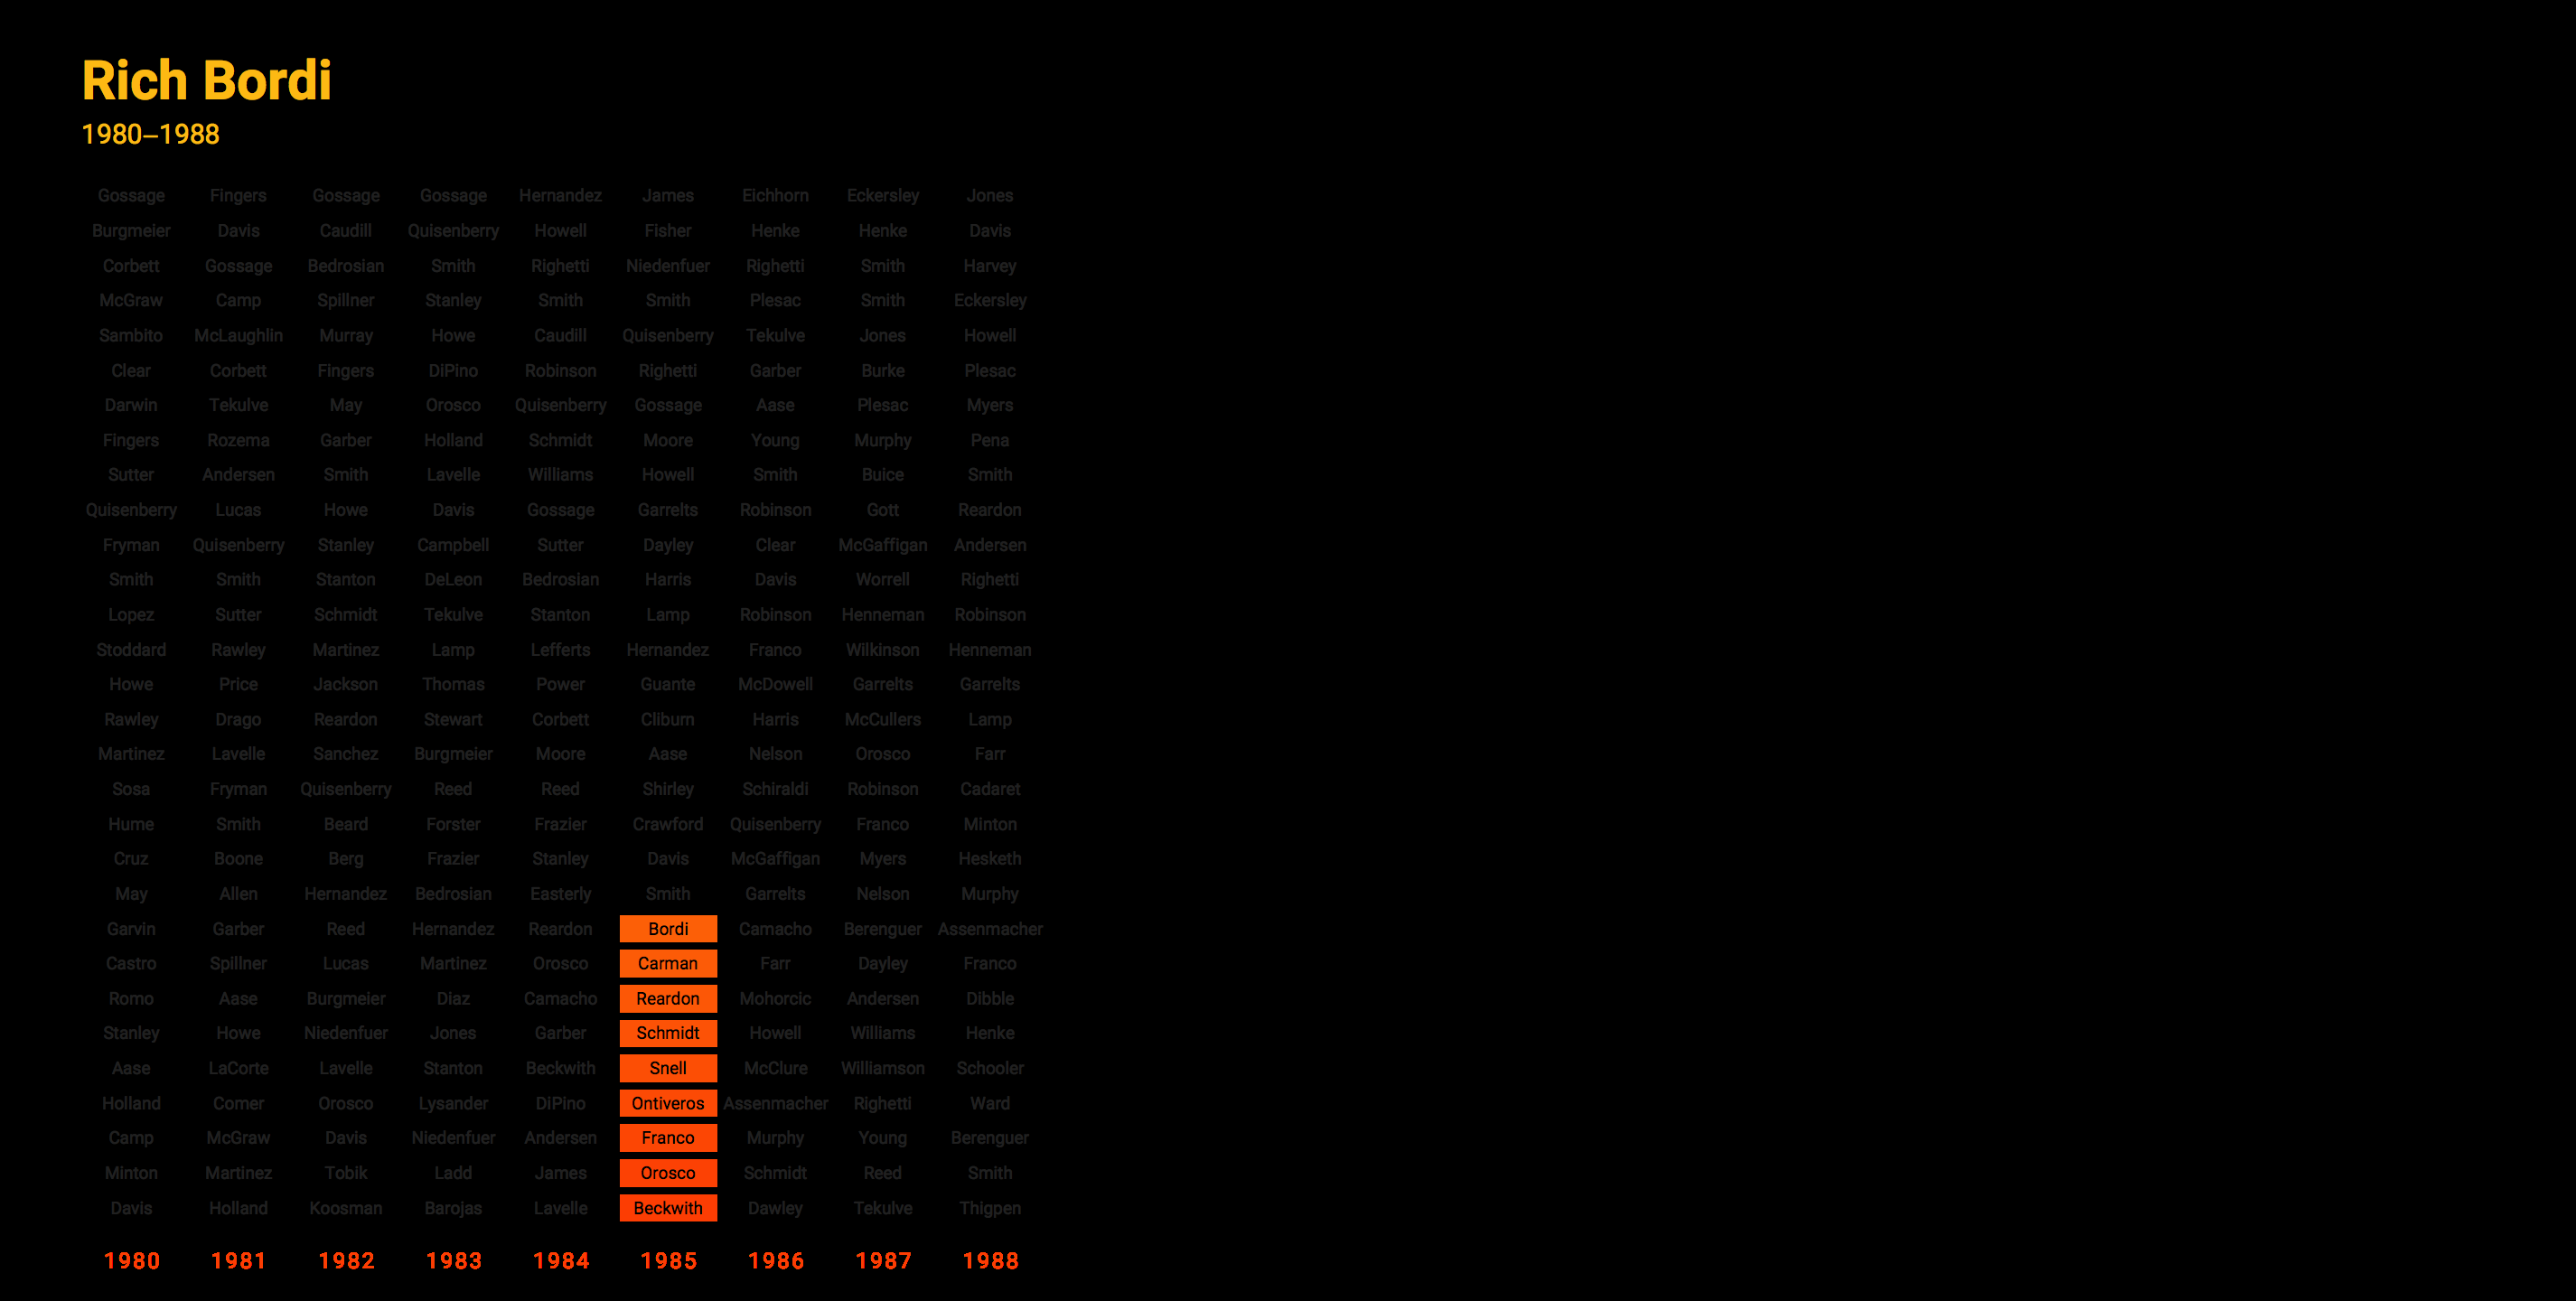 Rich Bordi
1980–1988
Gossage Fingers Gossage Gossage Hernandez James Eichhorn Eckersley Jones
Burgmeier Davis Caudill Quisenberry Howell Fisher Henke Henke Davis
Corbett Gossage Bedrosian Smith Righetti Niedenfuer Righetti Smith Harvey
McGraw Camp Spillner Stanley Smith Smith Plesac Smith Eckersley
Sambito McLaughlin Murray Howe Caudill Quisenberry Tekulve Jones Howell
Clear Corbett Fingers DiPino Robinson Righetti Garber Burke Plesac
Darwin Tekulve May Orosco Quisenberry Gossage Aase Plesac Myers
Fingers Rozema Garber Holland Schmidt Moore Young Murphy Pena
Sutter Andersen Smith Lavelle Williams Howell Smith Buice Smith
Quisenberry Lucas Howe Davis Gossage Garrelts Robinson Gott Reardon
Fryman Quisenberry Stanley Campbell Sutter Dayley Clear McGaffigan Andersen
Smith Smith Stanton DeLeon Bedrosian Harris Davis Worrell Righetti
Lopez Sutter Schmidt Tekulve Stanton Lamp Robinson Henneman Robinson
Stoddard Rawley Martinez Lamp Lefferts Hernandez Franco Wilkinson Henneman
Howe Price Jackson Thomas Power Guante McDowell Garrelts Garrelts
Rawley Drago Reardon Stewart Corbett Cliburn Harris McCullers Lamp
Martinez Lavelle Sanchez Burgmeier Moore Aase Nelson Orosco Farr
Sosa Fryman Quisenberry Reed Reed Shirley Schiraldi Robinson Cadaret
Hume Smith Beard Forster Frazier Crawford Quisenberry Franco Minton
Cruz Boone Berg Frazier Stanley Davis McGaffigan Myers Hesketh
May Allen Hernandez Bedrosian Easterly Smith Garrelts Nelson Murphy
Garvin Garber Reed Hernandez Reardon Bordi Camacho Berenguer Assenmacher
Castro Spillner Lucas Martinez Orosco Carman Farr Dayley Franco
Romo Aase Burgmeier Diaz Camacho Reardon Mohorcic Andersen Dibble
Stanley Howe Niedenfuer Jones Garber Schmidt Howell Williams Henke
Aase LaCorte Lavelle Stanton Beckwith Snell McClure Williamson Schooler
Holland Comer Orosco Lysander DiPino Ontiveros Assenmacher Righetti Ward
Camp McGraw Davis Niedenfuer Andersen Franco Murphy Young Berenguer
Minton Martinez Tobik Ladd James Orosco Schmidt Reed Smith
Davis Holland Koosman Barojas Lavelle Beckwith Dawley Tekulve Thigpen
1980 1981 1982 1983 1984 1985 1986 1987 1988